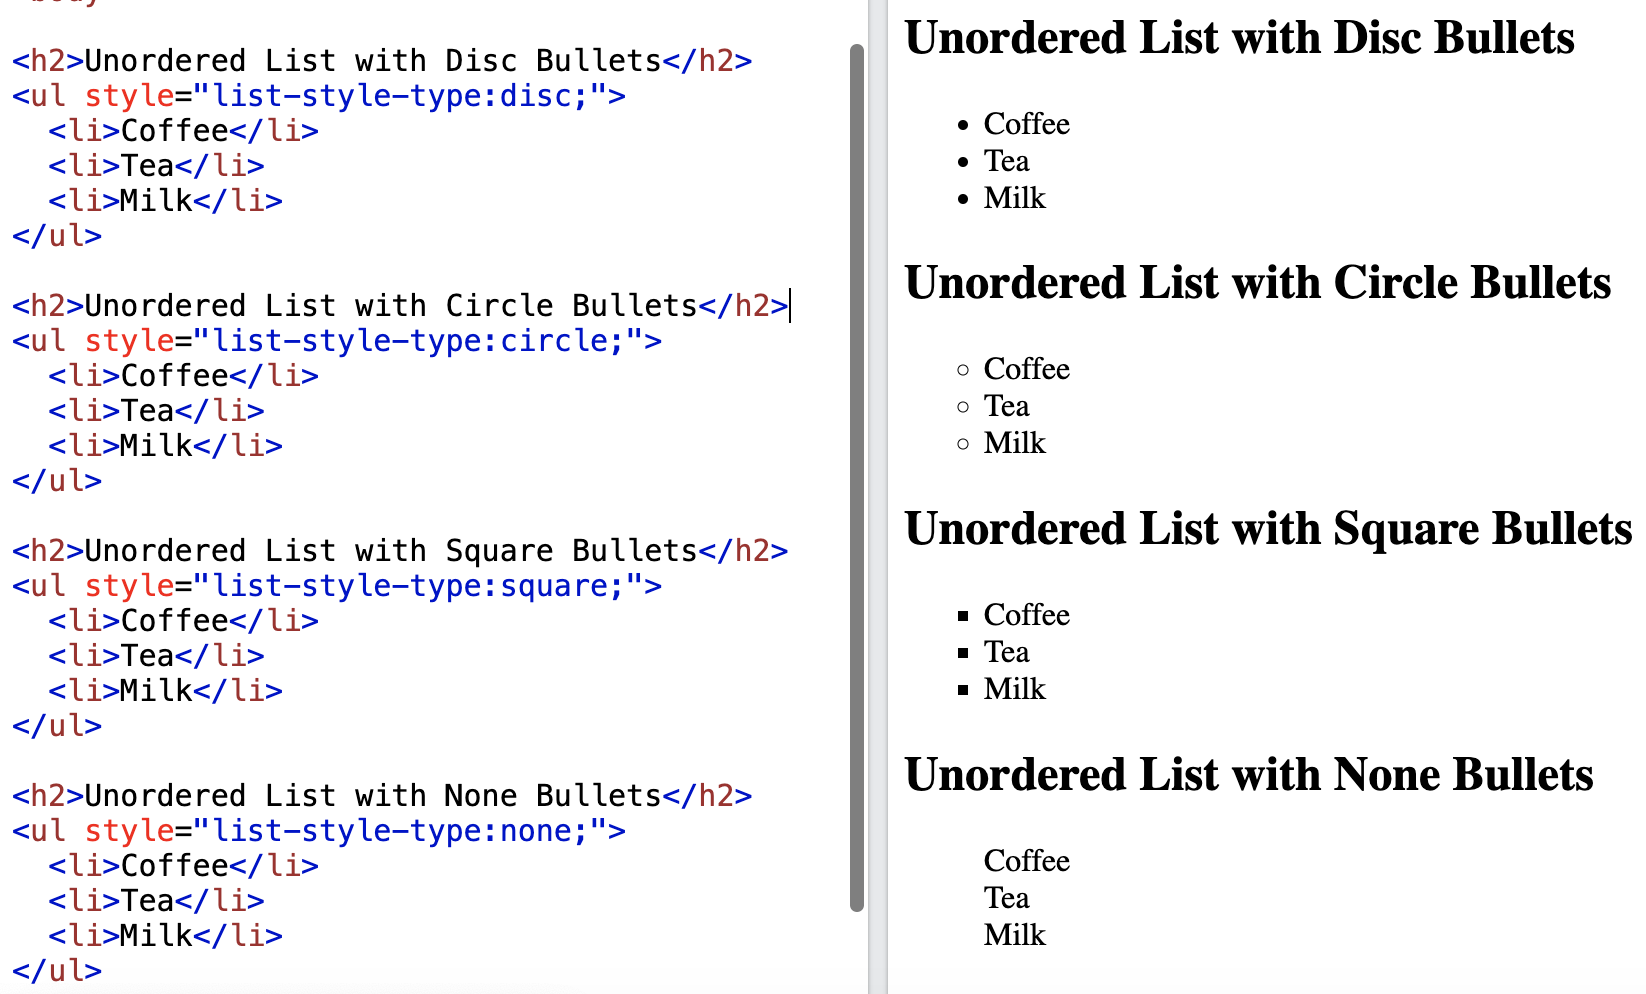 <h2>Unordered List with Disc Bullets</h2>
<ul style="list-style-type:disc;">
  <li>Coffee</li>
  <li>Tea</li>
  <li>Milk</li>
</ul>
<h2>Unordered List with Circle Bullets</h2>
<ul style="list-style-type:circle;">
  <li>Coffee</li>
  <li>Tea</li>
  <li>Milk</li>
</ul>
<h2>Unordered List with Square Bullets</h2>
<ul style="list-style-type:square;">
  <li>Coffee</li>
  <li>Tea</li>
  <li>Milk</li>
</ul>
<h2>Unordered List with None Bullets</h2>
<ul style="list-style-type:none;">
  <li>Coffee</li>
  <li>Tea</li>
  <li>Milk</li>
</ul>
Unordered List with Disc Bullets
• Coffee
• Tea
• Milk
Unordered List with Circle Bullets
◦ Coffee
◦ Tea
◦ Milk
Unordered List with Square Bullets
▪ Coffee
▪ Tea
▪ Milk
Unordered List with None Bullets
Coffee
Tea
Milk